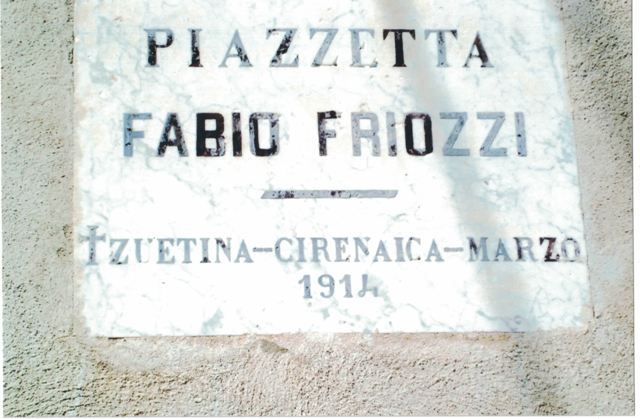 PIAZZETTA
FABIO FRIOZZI
†ZUETINA-CIRENAICA-MARZO
1914